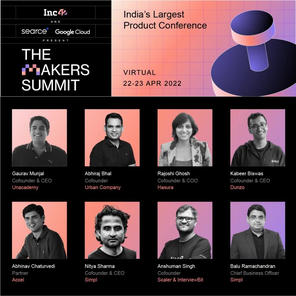 Inc42
AND
searce Google Cloud
PRESENT
THE
MAKERS
SUMMIT
India's Largest
Product Conference
VIRTUAL
22-23 APR 2022
Gaurav Munjal
Cofounder & CEO
Unacademy
Abhiraj Bhal
Cofounder
Urban Company
Rajoshi Ghosh
Cofounder & COO
Hasura
Kabeer Biswas
Cofounder & CEO
Dunzo
Abhinav Chaturvedi
Partner
Accel
Nitya Sharma
Cofounder & CEO
Simpl
Anshuman Singh
Cofounder
Scaler & InterviewBit
Balu Ramachandran
Chief Business Officer
Simpl